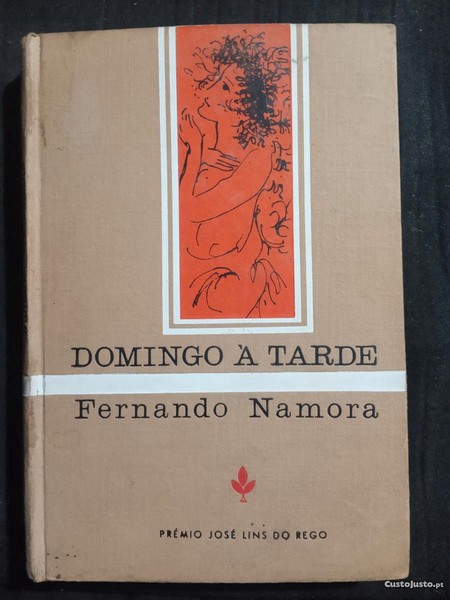 DOMINGO À TARDE
Fernando Namora
PRÉMIO JOSÉ LINS DO REGO
CustoJusto.pt